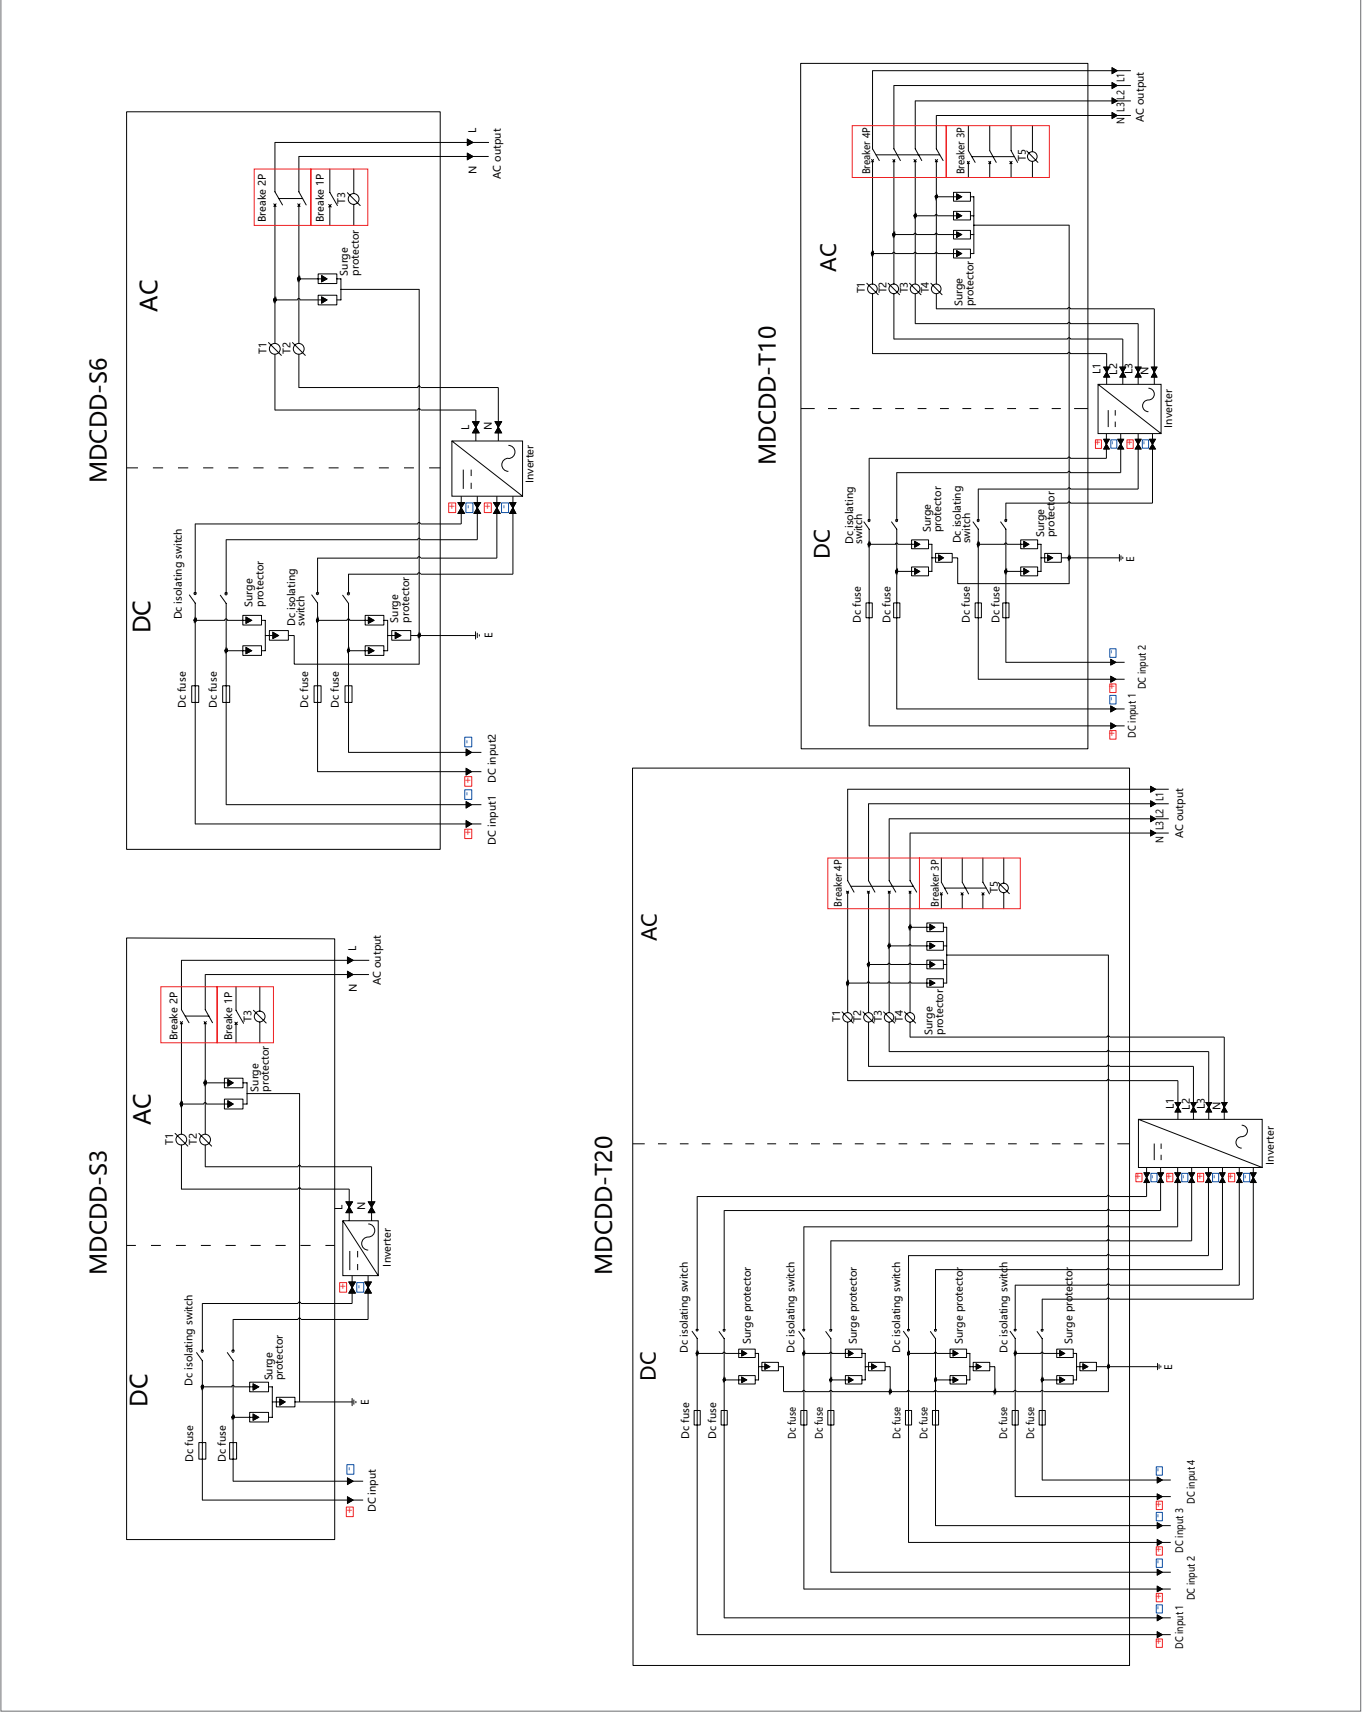 MDCDD-S3
DC
AC
Dc fuse
Dc fuse
Dc isolating switch
Surge
protector
T1
T2
Surge
protector
Breake 2P
Breake 1P
T3
DC input
+
-
E
+
-
Inverter
L
N
N
L
AC output
MDCDD-S6
DC
AC
Dc fuse
Dc fuse
Dc isolating switch
Surge
protector
Dc fuse
Dc fuse
Dc isolating
switch
Surge
protector
T1
T2
Surge
protector
Breake 2P
Breake 1P
T3
+
-
DC input1
+
-
DC input2
E
+
-
+
-
Inverter
L
N
N
L
AC output
MDCDD-T20
DC
AC
Dc fuse
Dc fuse
Dc isolating switch
Surge protector
Dc fuse
Dc fuse
Dc isolating switch
Surge protector
Dc fuse
Dc fuse
Dc isolating switch
Surge protector
Dc fuse
Dc fuse
Dc isolating switch
Surge protector
T1
T2
T3
T4
Surge
protector
Breaker 4P
Breaker 3P
T5
+
-
DC input1
+
-
DC input 2
+
-
DC input 3
+
-
DC input 4
E
+
-
+
-
+
-
+
-
Inverter
L1
L2
L3
N
N
L3
L2
L1
AC output
MDCDD-T10
DC
AC
Dc fuse
Dc fuse
Dc isolating
switch
Surge
protector
Dc fuse
Dc fuse
Dc isolating
switch
Surge
protector
T1
T2
T3
T4
Surge
protector
Breaker 4P
Breaker 3P
T5
+
-
DC input 1
+
-
DC input 2
E
+
-
+
-
Inverter
L1
L2
L3
N
N
L3
L2
L1
AC output